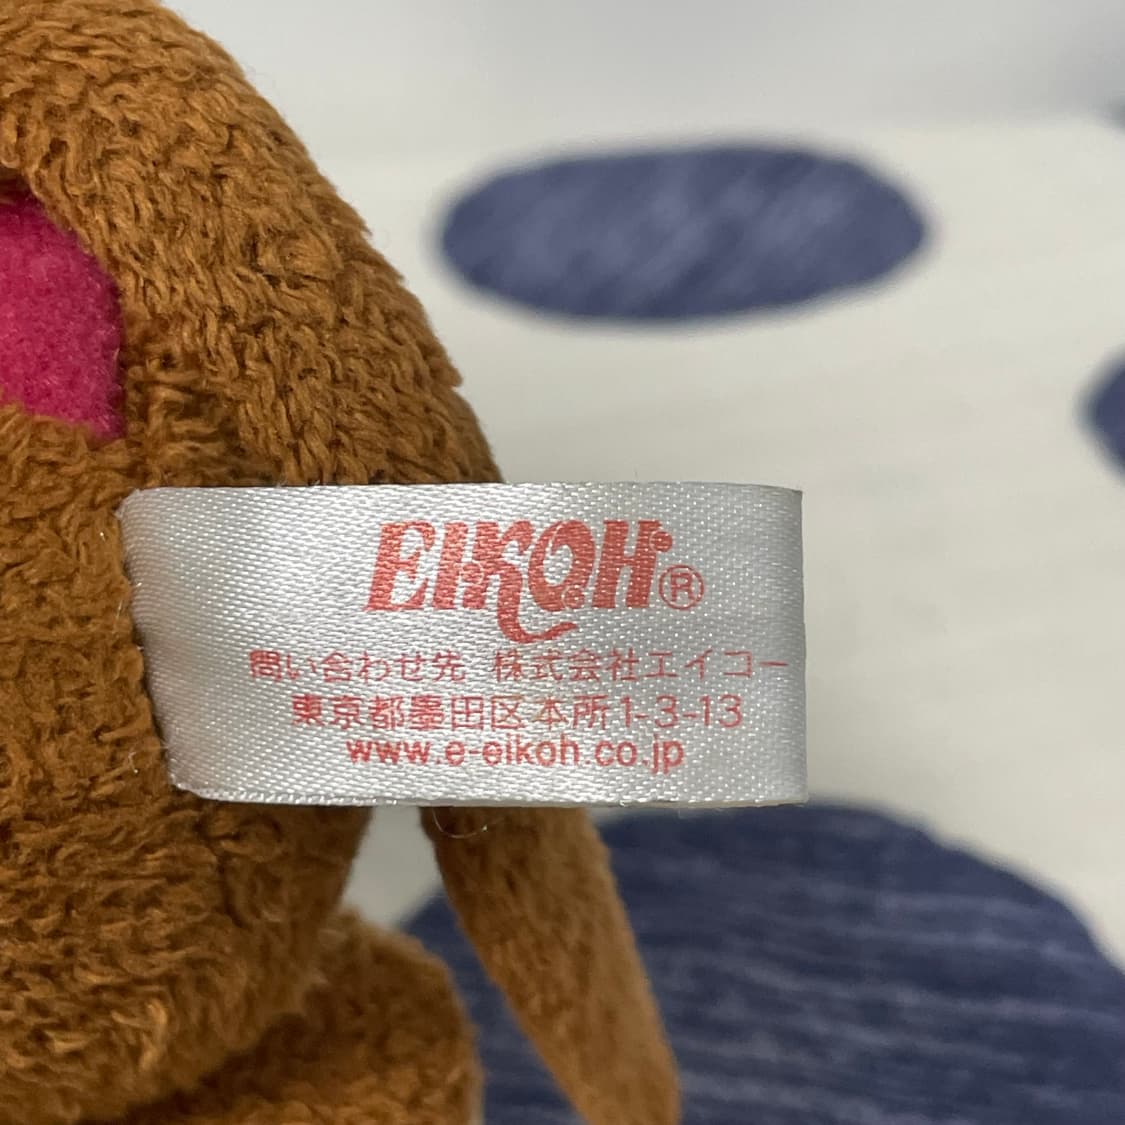 EIKOH®
問い合わせ先 株式会社エイコー
東京都墨田区本所1-3-13
www.e-eikoh.co.jp